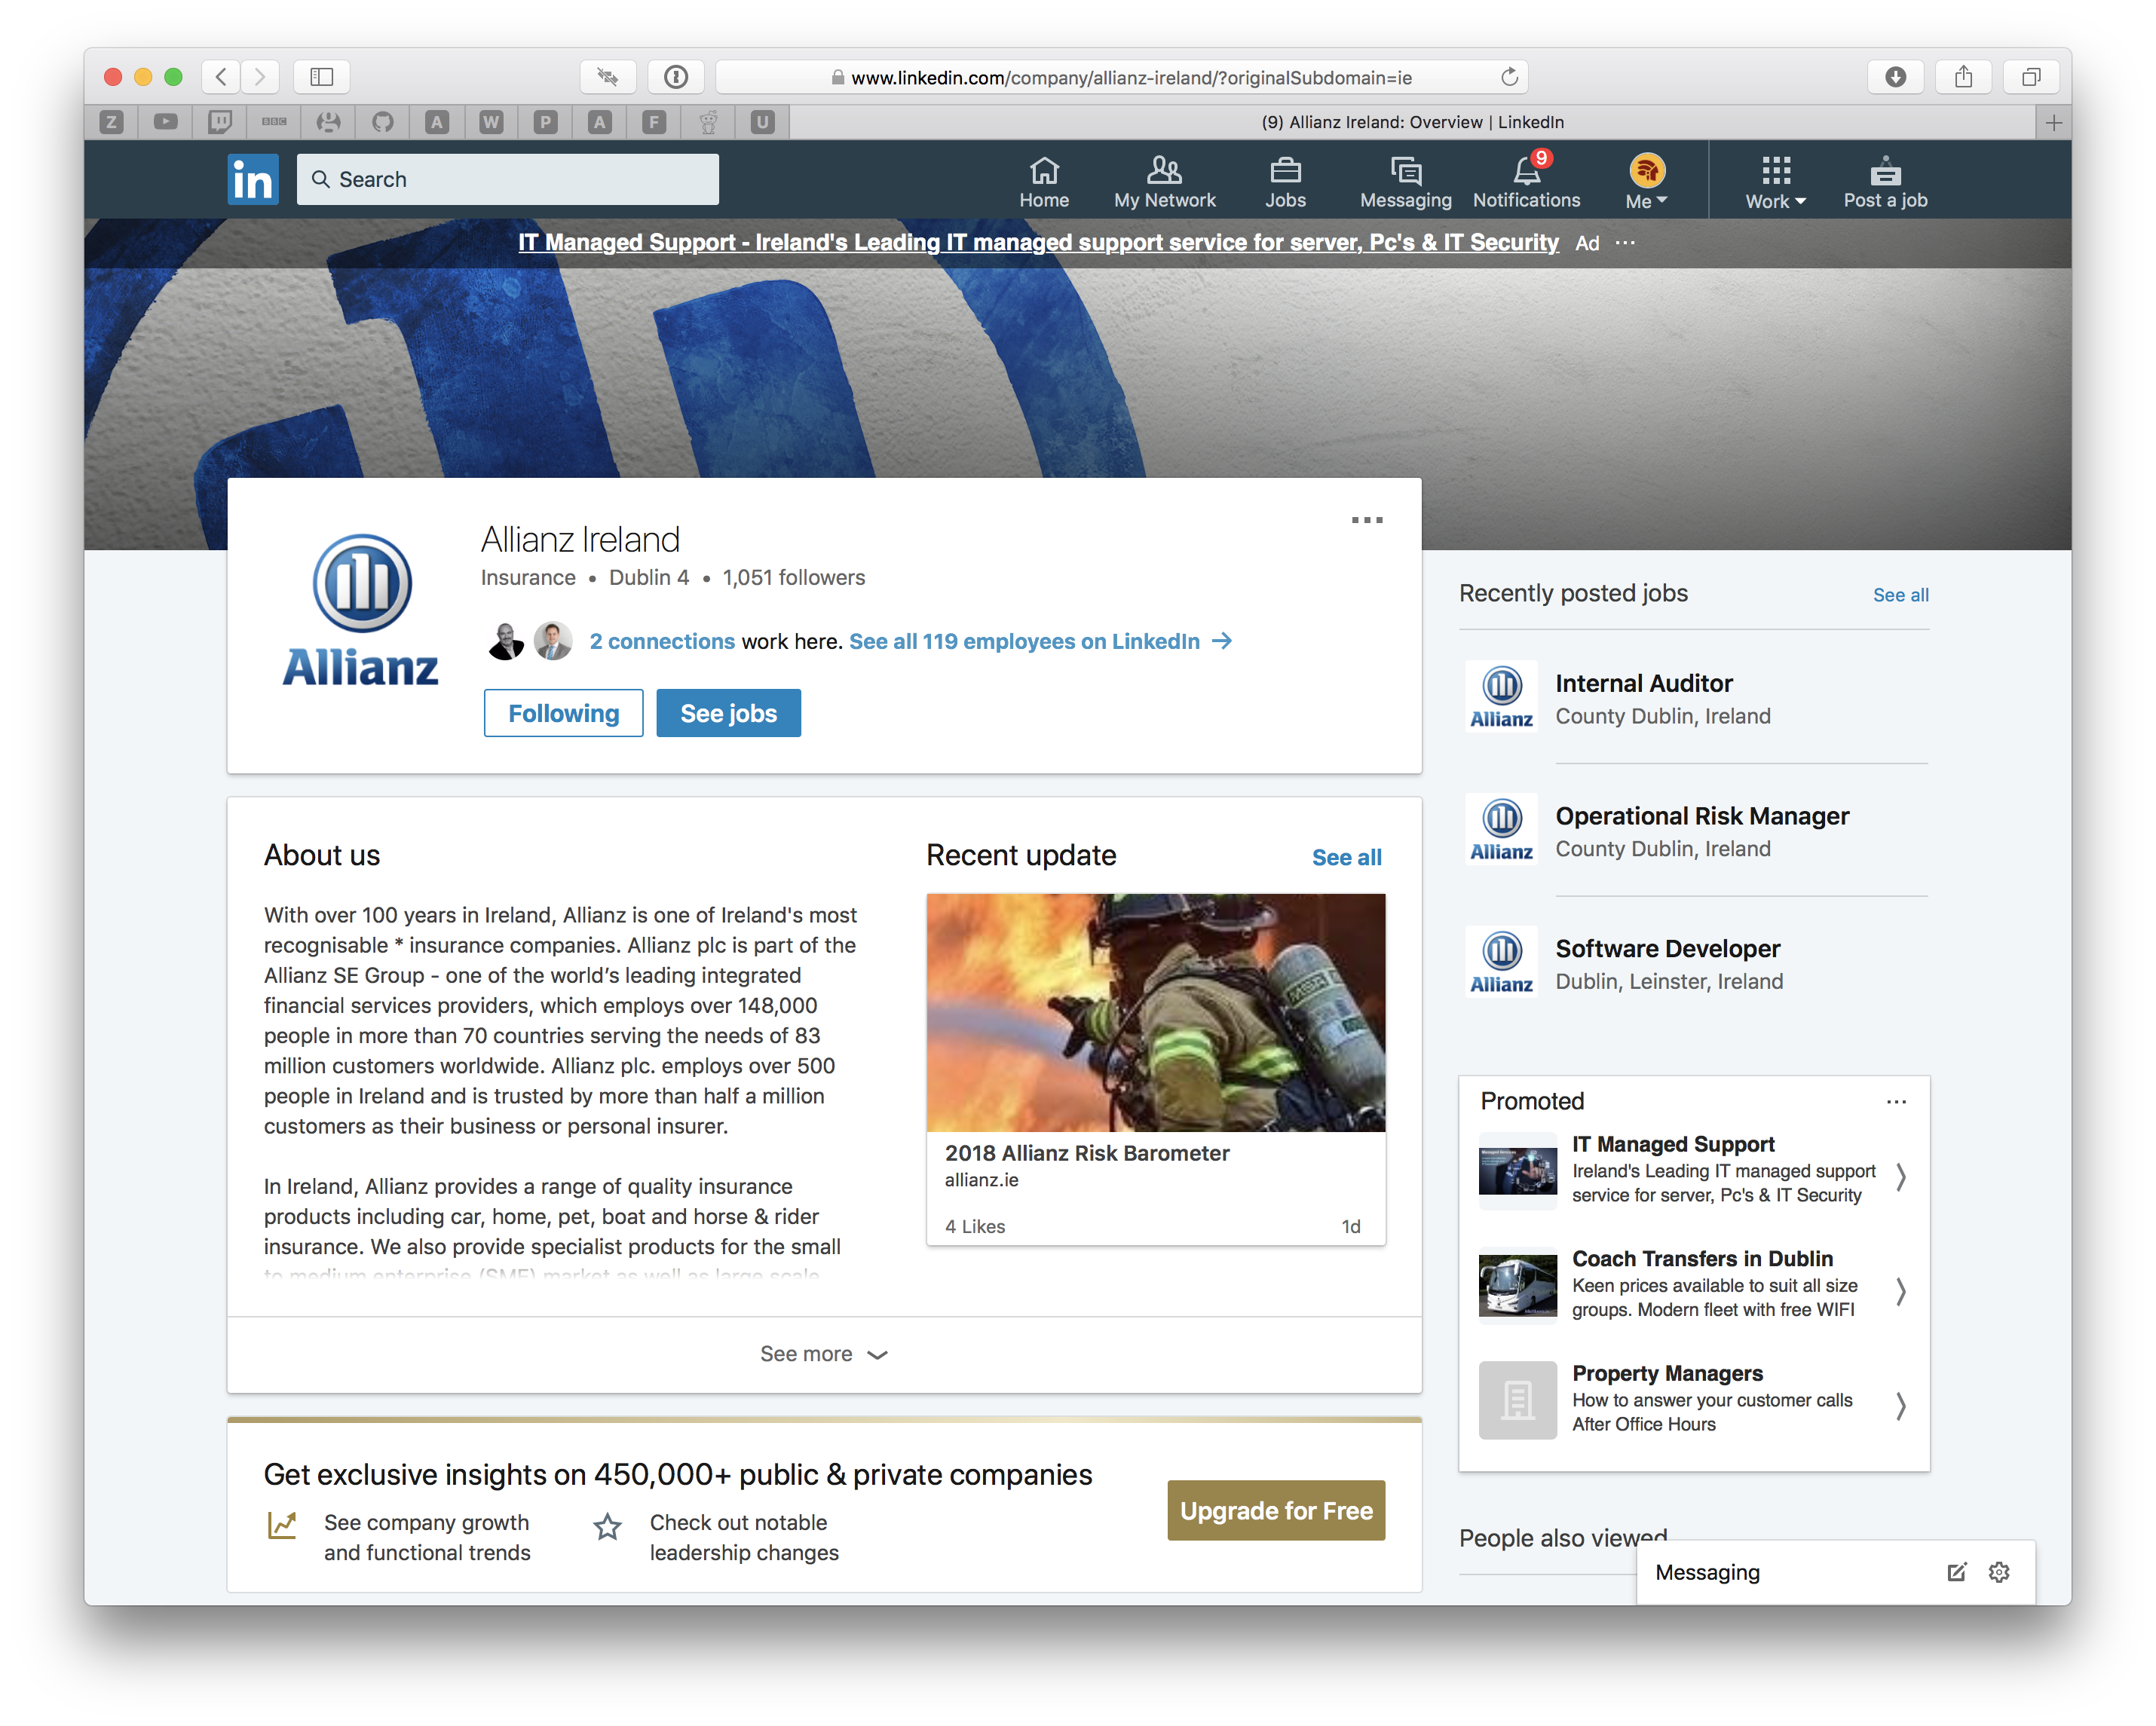 www.linkedin.com/company/allianz-ireland/?originalSubdomain=ie
Z BBC A W P A F U
(9) Allianz Ireland: Overview | LinkedIn
in
Search
Home
My Network
Jobs
Messaging
9
Notifications
Me
Work
Post a job
IT Managed Support - Ireland's Leading IT managed support service for server, Pc's & IT Security Ad ...
Allianz
Allianz Ireland
Insurance • Dublin 4 • 1,051 followers
2 connections work here. See all 119 employees on LinkedIn →
Following
See jobs
About us
With over 100 years in Ireland, Allianz is one of Ireland's most
recognisable * insurance companies. Allianz plc is part of the
Allianz SE Group - one of the world's leading integrated
financial services providers, which employs over 148,000
people in more than 70 countries serving the needs of 83
million customers worldwide. Allianz plc. employs over 500
people in Ireland and is trusted by more than half a million
customers as their business or personal insurer.
In Ireland, Allianz provides a range of quality insurance
products including car, home, pet, boat and horse & rider
insurance. We also provide specialist products for the small
to medium enterprise (SME) market as well as large scale
See more
Recent update
See all
2018 Allianz Risk Barometer
allianz.ie
4 Likes
1d
Get exclusive insights on 450,000+ public & private companies
See company growth
and functional trends
Check out notable
leadership changes
Upgrade for Free
Recently posted jobs
See all
Allianz
Internal Auditor
County Dublin, Ireland
Allianz
Operational Risk Manager
County Dublin, Ireland
Allianz
Software Developer
Dublin, Leinster, Ireland
Promoted
IT Managed Support
Ireland's Leading IT managed support
service for server, Pc's & IT Security
Coach Transfers in Dublin
Keen prices available to suit all size
groups. Modern fleet with free WIFI
Property Managers
How to answer your customer calls
After Office Hours
People also viewed
Messaging